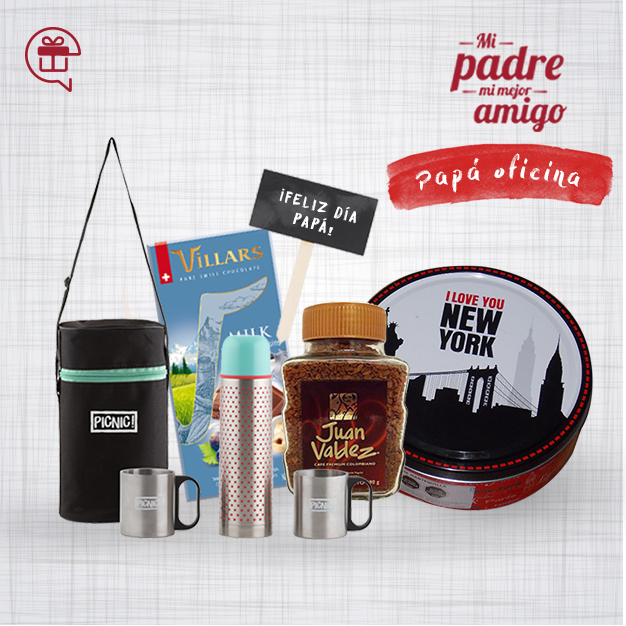 Mi
padre
mi mejor
amigo
Papá oficina
¡FELIZ DÍA
PAPÁ!
VILLARS
PURE SWISS CHOCOLATE
MILK
I LOVE YOU
NEW
YORK
PICNIC!
Juan
Valdez
CAFÉ PREMIUM COLOMBIANO
PICNIC!
PICNIC!